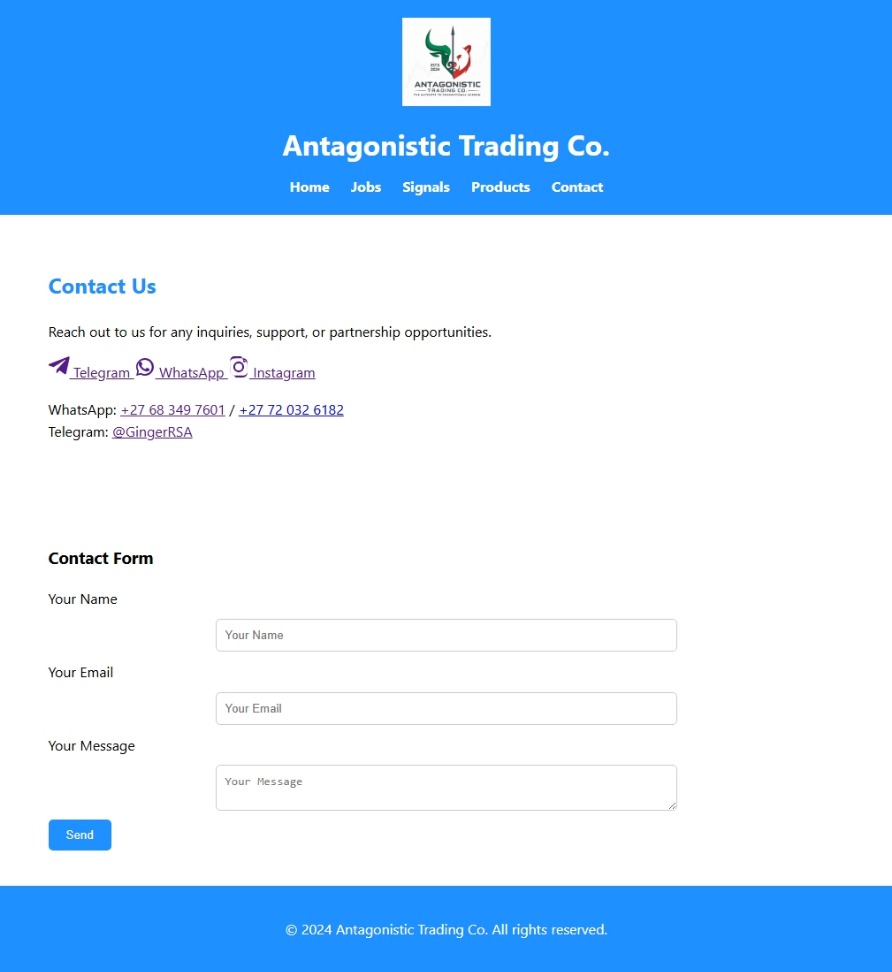 ESTD 2024
ANTAGONISTIC
TRADING CO.
Antagonistic Trading Co.
Home Jobs Signals Products Contact
Contact Us
Reach out to us for any inquiries, support, or partnership opportunities.
Telegram WhatsApp Instagram
WhatsApp: +27 68 349 7601 / +27 72 032 6182
Telegram: @GingerRSA
Contact Form
Your Name
Your Name
Your Email
Your Email
Your Message
Your Message
Send
© 2024 Antagonistic Trading Co. All rights reserved.